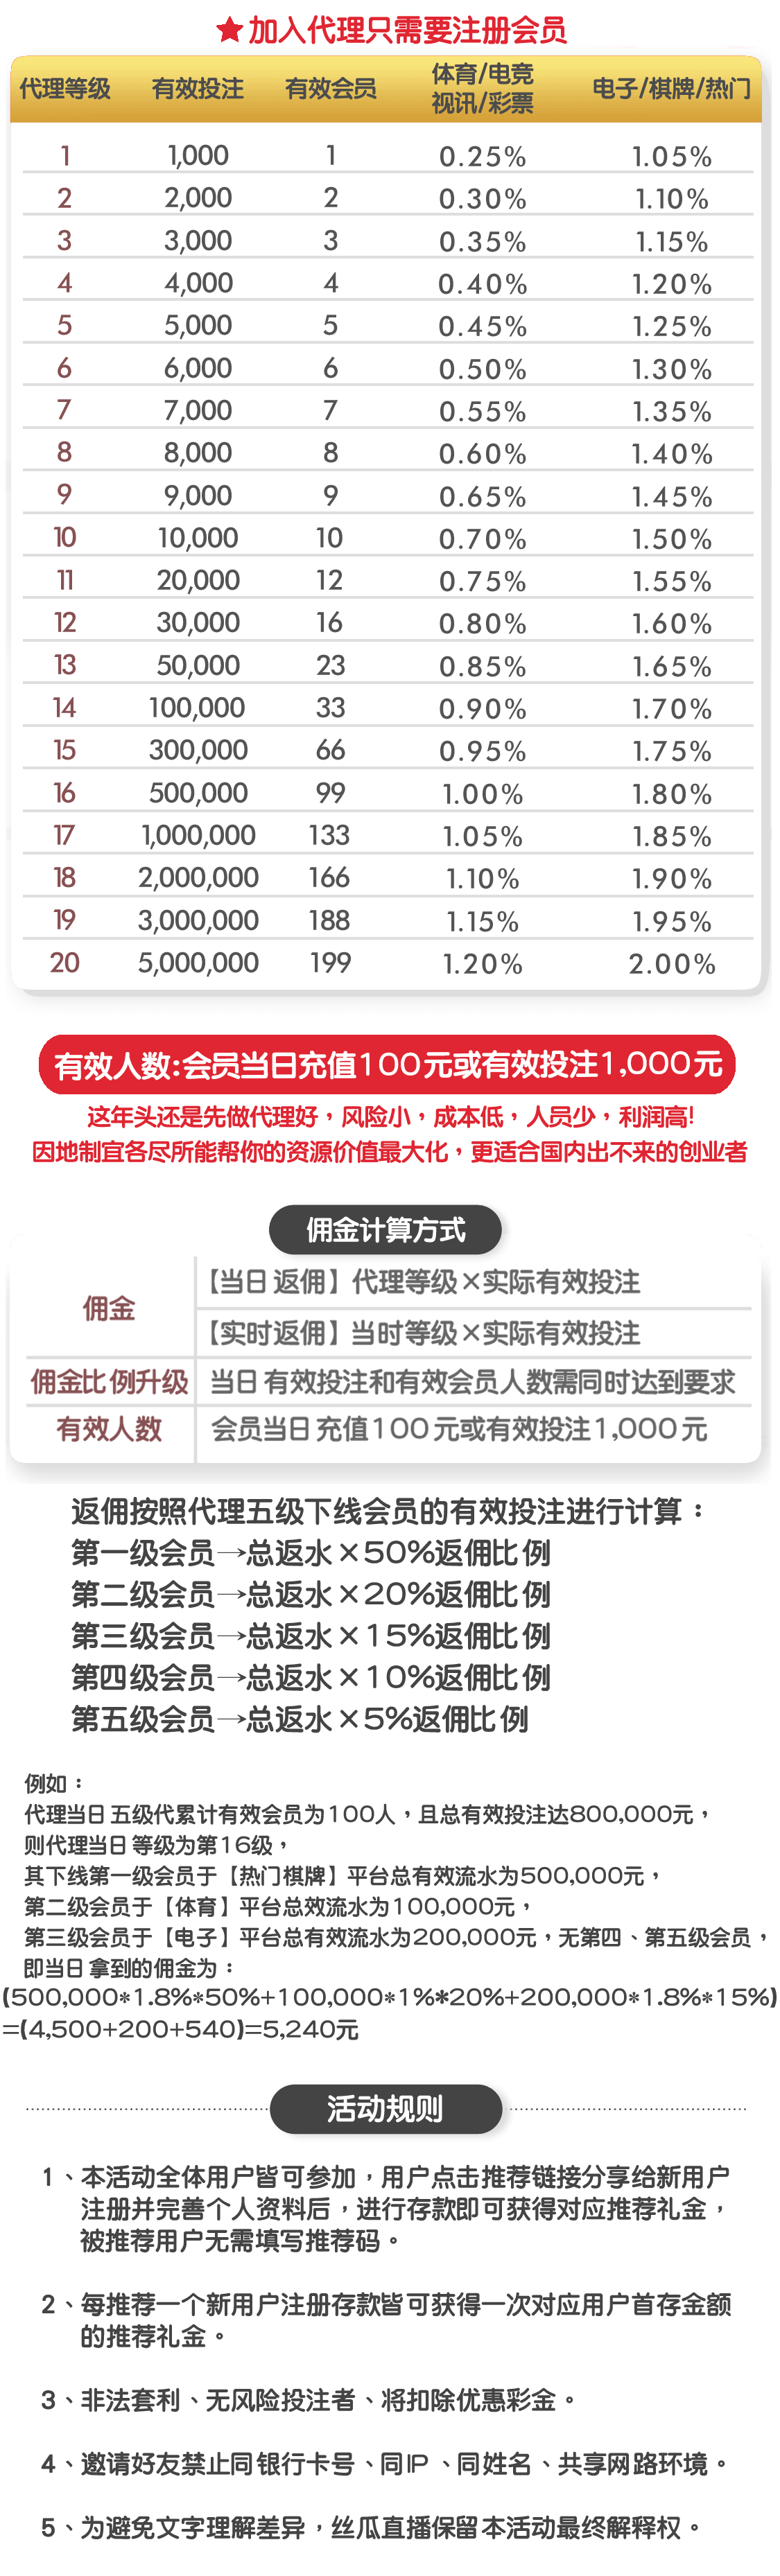 ★加入代理只需要注册会员
代理等级 有效投注 有效会员 体育/电竞 电子/棋牌/热门
视讯/彩票
1 1,000 1 0.25% 1.05%
2 2,000 2 0.30% 1.10%
3 3,000 3 0.35% 1.15%
4 4,000 4 0.40% 1.20%
5 5,000 5 0.45% 1.25%
6 6,000 6 0.50% 1.30%
7 7,000 7 0.55% 1.35%
8 8,000 8 0.60% 1.40%
9 9,000 9 0.65% 1.45%
10 10,000 10 0.70% 1.50%
11 20,000 12 0.75% 1.55%
12 30,000 16 0.80% 1.60%
13 50,000 23 0.85% 1.65%
14 100,000 33 0.90% 1.70%
15 300,000 66 0.95% 1.75%
16 500,000 99 1.00% 1.80%
17 1,000,000 133 1.05% 1.85%
18 2,000,000 166 1.10% 1.90%
19 3,000,000 188 1.15% 1.95%
20 5,000,000 199 1.20% 2.00%
有效人数:会员当日充值100元或有效投注1,000元
这年头还是先做代理好，风险小，成本低，人员少，利润高!
因地制宜各尽所能帮你的资源价值最大化，更适合国内出不来的创业者
佣金计算方式
佣金
【当日返佣】代理等级×实际有效投注
【实时返佣】当时等级×实际有效投注
佣金比例升级 当日有效投注和有效会员人数需同时达到要求
有效人数 会员当日充值100元或有效投注1,000元
返佣按照代理五级下线会员的有效投注进行计算：
第一级会员→总返水×50%返佣比例
第二级会员→总返水×20%返佣比例
第三级会员→总返水×15%返佣比例
第四级会员→总返水×10%返佣比例
第五级会员→总返水×5%返佣比例
例如：
代理当日五级代累计有效会员为100人，且总有效投注达800,000元，
则代理当日等级为第16级，
其下线第一级会员于【热门棋牌】平台总有效流水为500,000元，
第二级会员于【体育】平台总效流水为100,000元，
第三级会员于【电子】平台总有效流水为200,000元，无第四、第五级会员，
即当日拿到的佣金为：
(500,000*1.8%*50%+100,000*1%*20%+200,000*1.8%*15%)
=(4,500+200+540)=5,240元
活动规则
1、本活动全体用户皆可参加，用户点击推荐链接分享给新用户
注册并完善个人资料后，进行存款即可获得对应推荐礼金，
被推荐用户无需填写推荐码。
2、每推荐一个新用户注册存款皆可获得一次对应用户首存金额
的推荐礼金。
3、非法套利、无风险投注者、将扣除优惠彩金。
4、邀请好友禁止同银行卡号、同IP、同姓名、共享网路环境。
5、为避免文字理解差异，丝瓜直播保留本活动最终解释权。